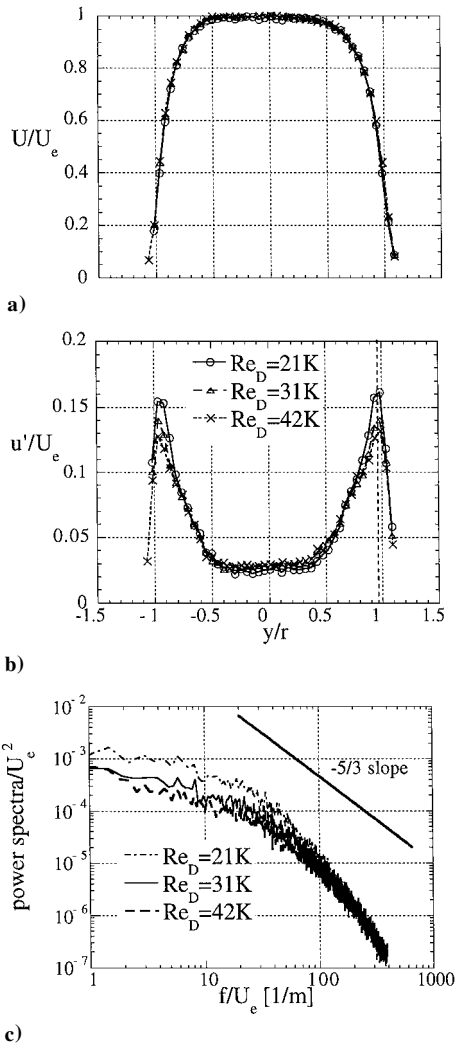 1
0.8
0.6
U/U_e
0.4
0.2
0
a)
0.2
Re_D=21K
Re_D=31K
Re_D=42K
0.15
u'/U_e
0.1
0.05
0
-1.5 -1 -0.5 0 0.5 1 1.5
y/r
b)
10^-2
10^-3
-5/3 slope
10^-4
power spectra/U_e^2
10^-5
Re_D=21K
Re_D=31K
Re_D=42K
10^-6
10^-7
1 10 100 1000
f/U_e [1/m]
c)